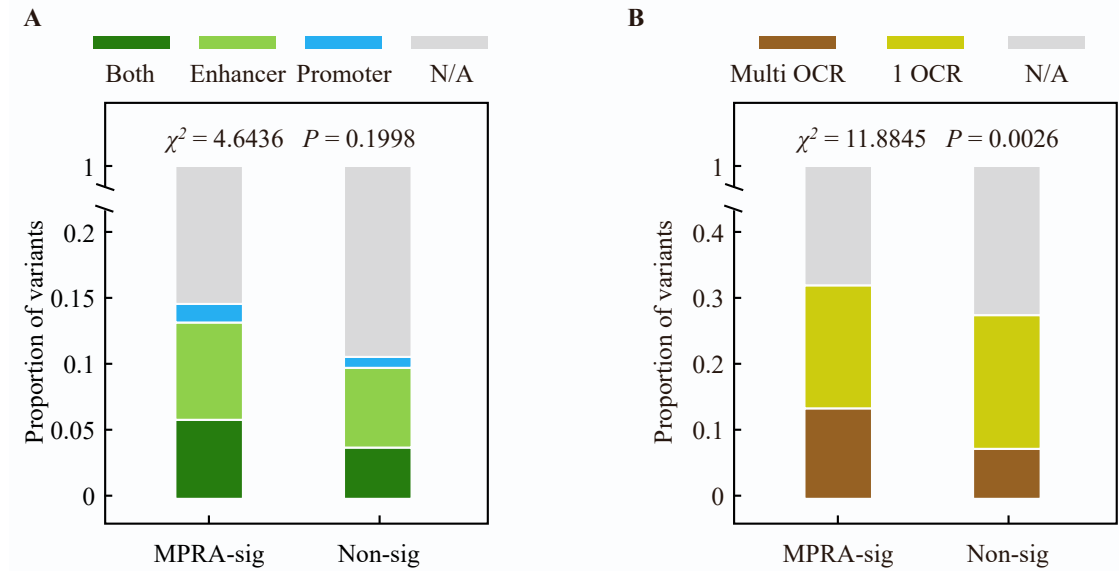 A
Both Enhancer Promoter N/A
χ² = 4.6436 P = 0.1998
Proportion of variants
1
0.2
0.15
0.1
0.05
0
MPRA-sig Non-sig
B
Multi OCR 1 OCR N/A
χ² = 11.8845 P = 0.0026
Proportion of variants
1
0.4
0.3
0.2
0.1
0
MPRA-sig Non-sig